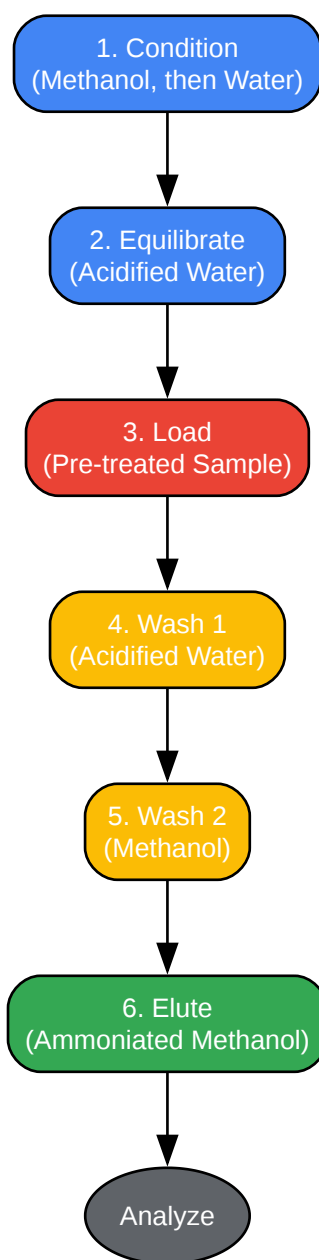 1. Condition
(Methanol, then Water)
2. Equilibrate
(Acidified Water)
3. Load
(Pre-treated Sample)
4. Wash 1
(Acidified Water)
5. Wash 2
(Methanol)
6. Elute
(Ammoniated Methanol)
Analyze